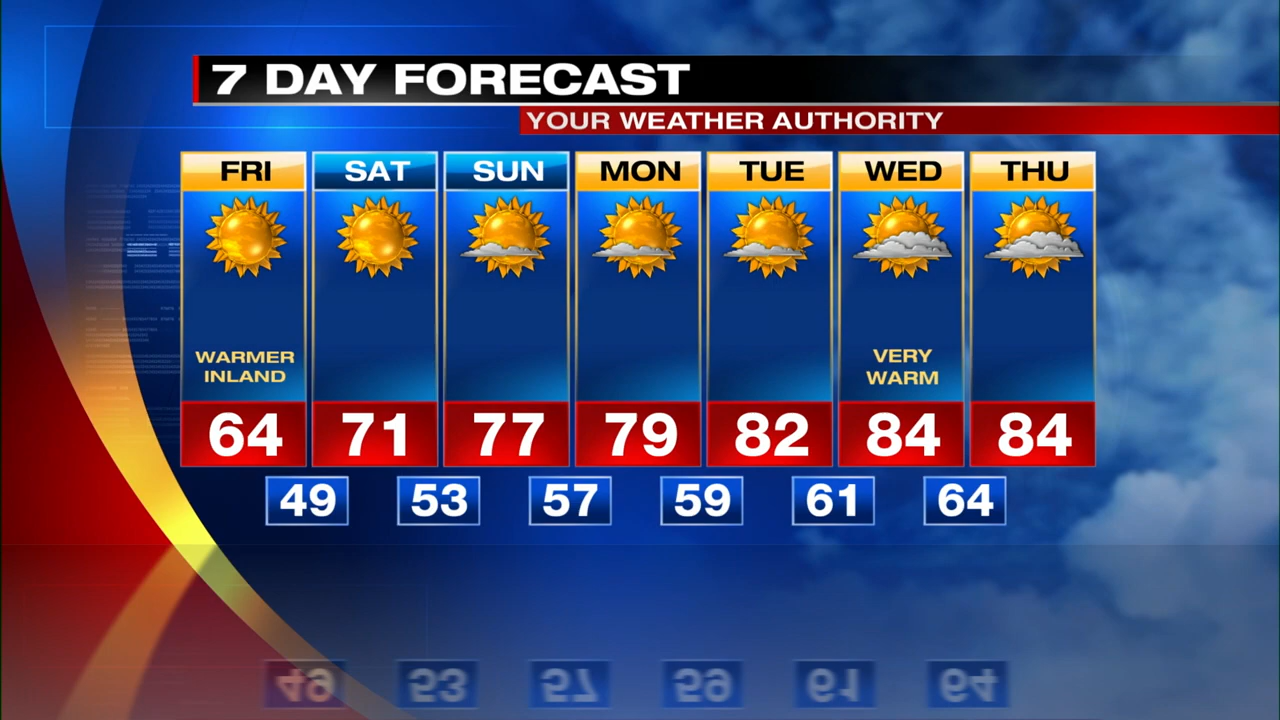 7 DAY FORECAST
YOUR WEATHER AUTHORITY
FRI SAT SUN MON TUE WED THU
WARMER
INLAND
VERY
WARM
64 71 77 79 82 84 84
49 53 57 59 61 64